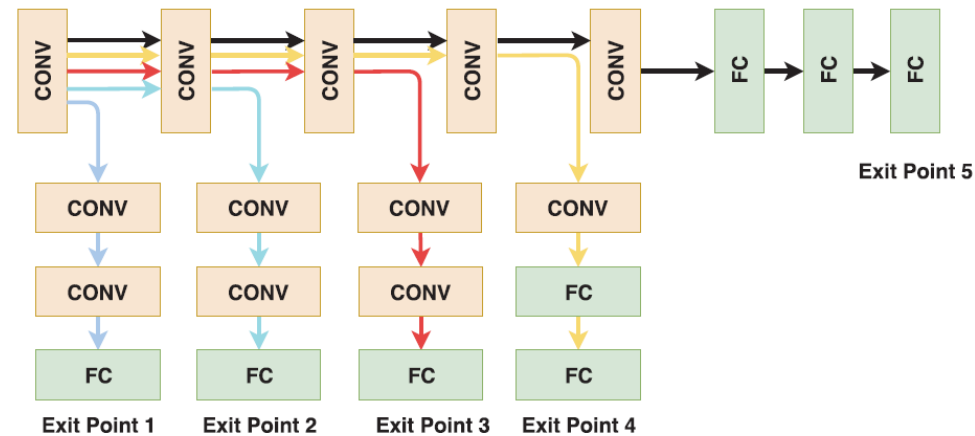 CONV
CONV
CONV
CONV
CONV
FC
FC
FC
Exit Point 5
CONV
CONV
CONV
CONV
CONV
CONV
CONV
FC
FC
FC
FC
FC
Exit Point 1
Exit Point 2
Exit Point 3
Exit Point 4